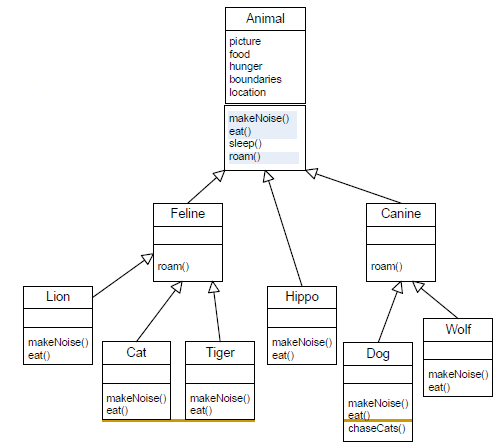 Animal
picture
food
hunger
boundaries
location
makeNoise()
eat()
sleep()
roam()
Feline
roam()
Canine
roam()
Lion
makeNoise()
eat()
Hippo
makeNoise()
eat()
Cat
makeNoise()
eat()
Tiger
makeNoise()
eat()
Dog
makeNoise()
eat()
chaseCats()
Wolf
makeNoise()
eat()